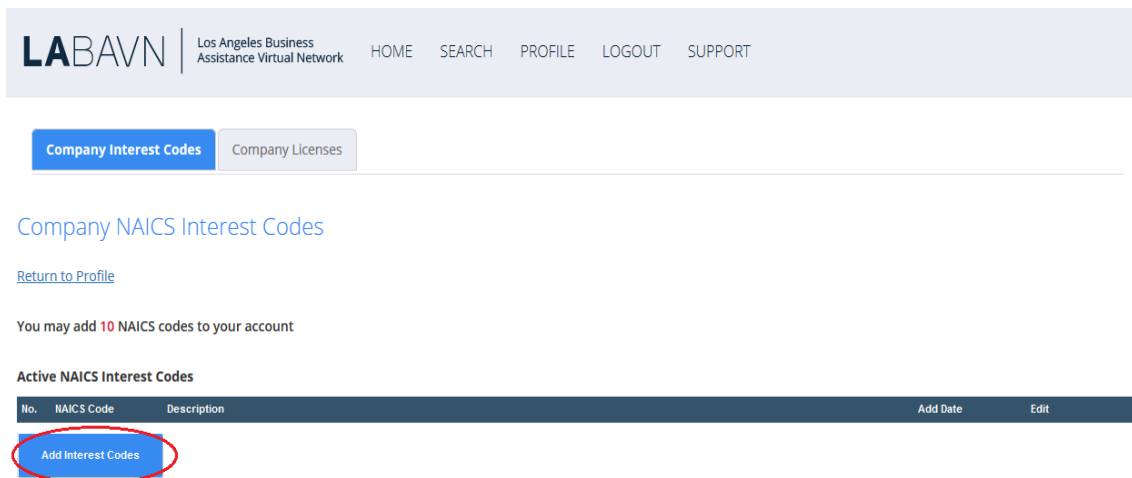 LABAVN Los Angeles Business Assistance Virtual Network HOME SEARCH PROFILE LOGOUT SUPPORT
Company Interest Codes Company Licenses
Company NAICS Interest Codes
Return to Profile
You may add 10 NAICS codes to your account
Active NAICS Interest Codes
No. NAICS Code Description Add Date Edit
Add Interest Codes